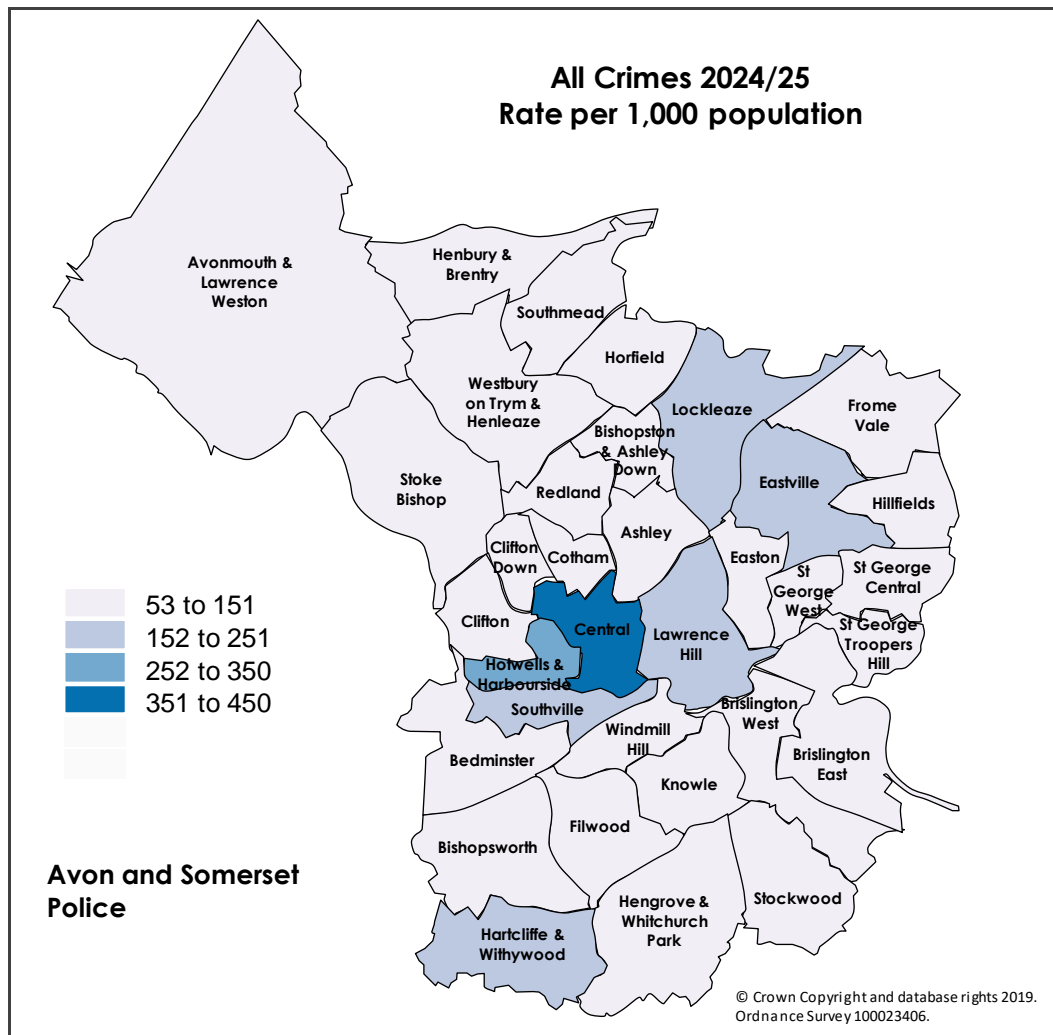 All Crimes 2024/25
Rate per 1,000 population
Avonmouth &
Lawrence
Weston
Henbury &
Brentry
Southmead
Horfield
Westbury
on Trym &
Henleaze
Lockleaze
Frome
Vale
Bishopston
& Ashley
Down
Stoke
Bishop
Redland
Eastville
Hillfields
Ashley
Clifton
Down
Cotham
Easton
St
George
West
St George
Central
Clifton
Central
Lawrence
Hill
St George
Troopers
Hill
Hotwells &
Harbourside
Southville
Windmill
Hill
Brislington
West
Bedminster
Brislington
East
Knowle
Filwood
Bishopsworth
Stockwood
Hengrove &
Whitchurch
Park
Hartcliffe &
Withywood
53 to 151
152 to 251
252 to 350
351 to 450
Avon and Somerset
Police
© Crown Copyright and database rights 2019.
Ordnance Survey 100023406.